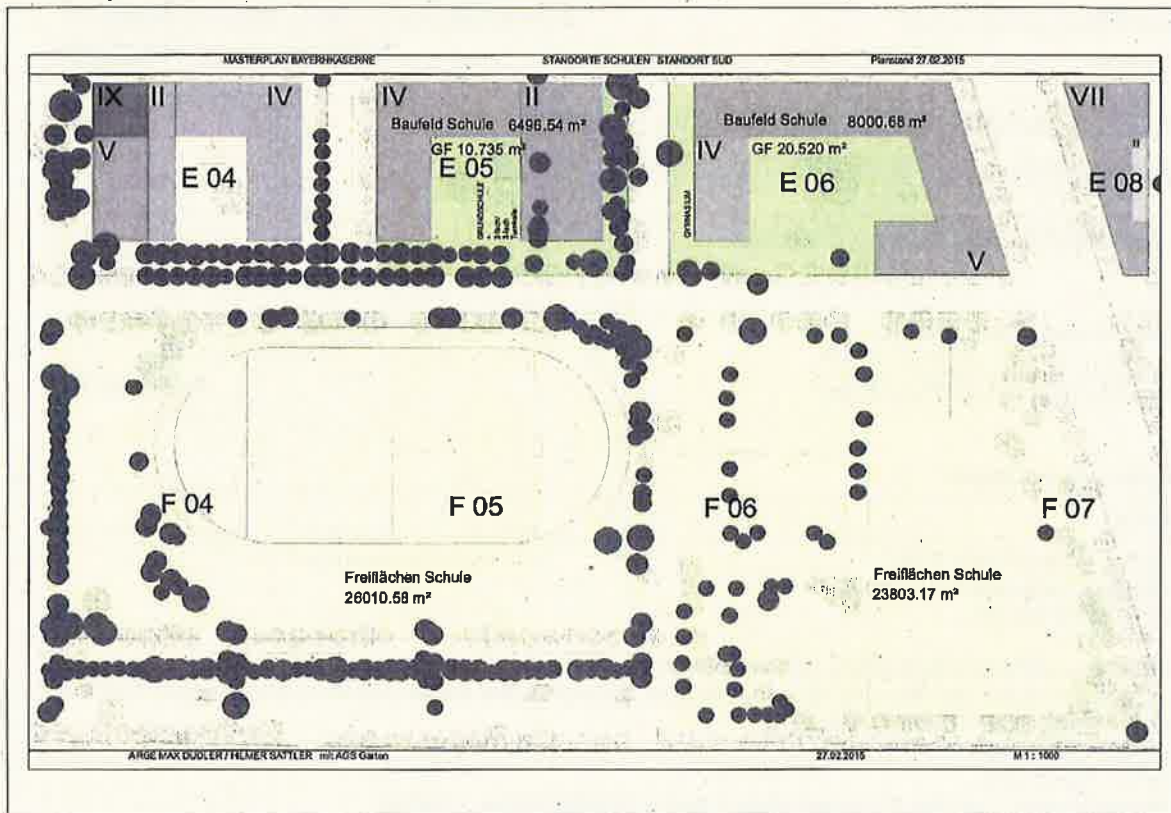 MASTERPLAN BAYERNKASERNE
STANDORTE SCHULEN STANDORT SÜD
Planstand 27.02.2015
IX
II
IV
IV
II
VII
Baufeld Schule 6496.54 m²
Baufeld Schule 8000.68 m²
V
GF 10.735 m²
IV
GF 20.520 m²
II
E 04
E 05
E 06
E 08
GRUNDSCHULE
+
GYMNASIUM
V
F 04
F 05
F 06
F 07
Freiflächen Schule
26010.58 m²
Freiflächen Schule
23803.17 m²
ARGE MAX DUDLER / HILMER SATTLER mit AGS Garten
27.02.2015
M 1 : 1000